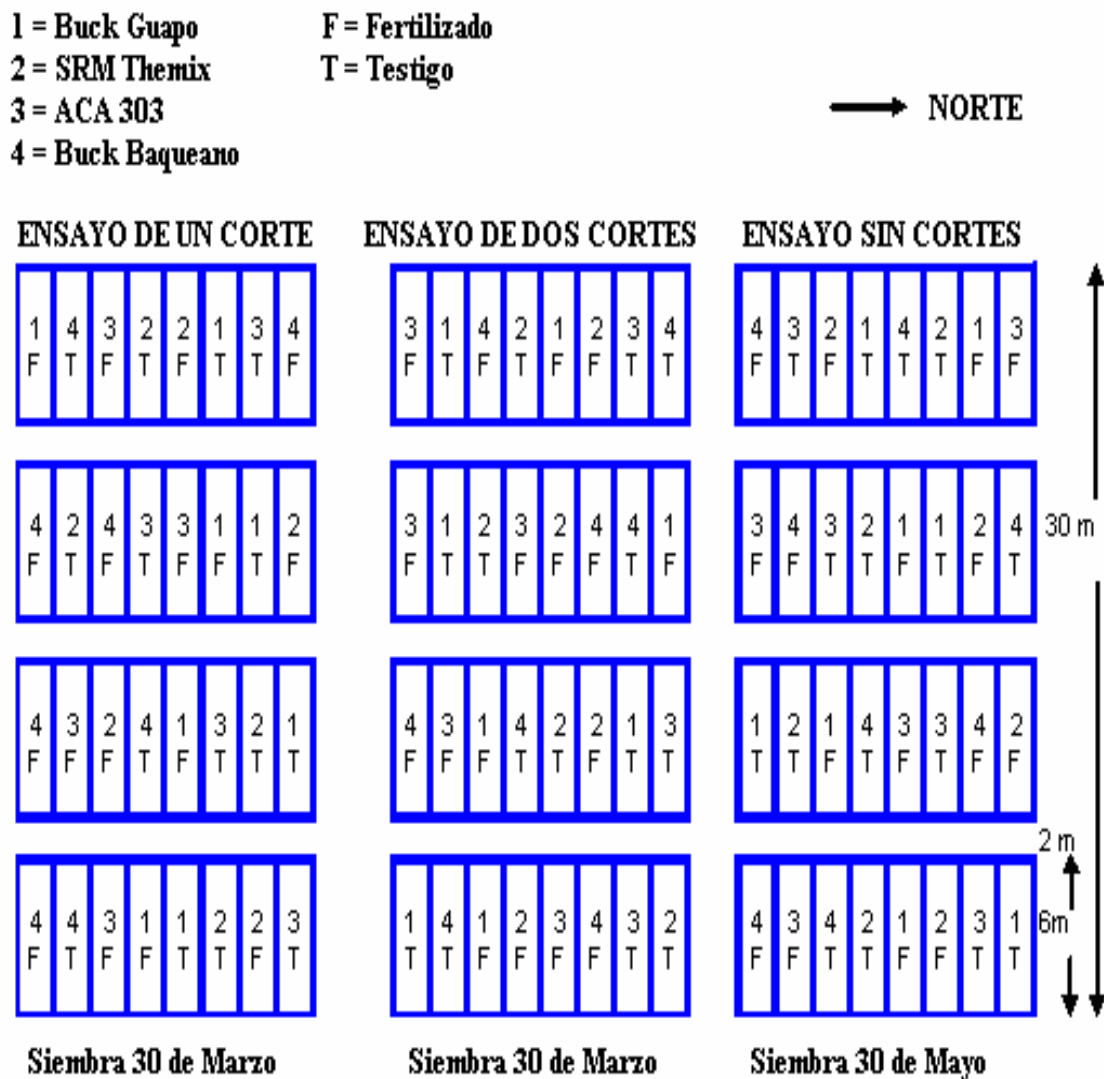 1 = Buck Guapo F = Fertilizado
2 = SRM Themix T = Testigo
3 = ACA 303
NORTE
4 = Buck Baqueano
ENSAYO DE UN CORTE ENSAYO DE DOS CORTES ENSAYO SIN CORTES
1 4 3 2 2 1 3 4 3 1 4 2 1 2 3 4 4 3 2 1 4 2 1 3
F T F T F T T F F T F T F F T T F T F T T T F F
4 2 4 3 3 1 1 2 3 1 2 3 2 4 4 1 3 4 3 2 1 1 2 4 30 m
F T F T F F T F F T T F F F T F F F T T F T F T
4 3 2 4 1 3 2 1 4 3 1 4 2 2 1 3 1 2 1 4 3 3 4 2
F F F T F T T T F F F T T F T T T T F T F T F F
2 m
4 4 3 1 1 2 2 3 1 4 1 2 3 4 3 2 4 3 4 2 1 2 3 1 6m
F T F F T T F T T T F F F F T T F F T T F F T T
Siembra 30 de Marzo Siembra 30 de Marzo Siembra 30 de Mayo